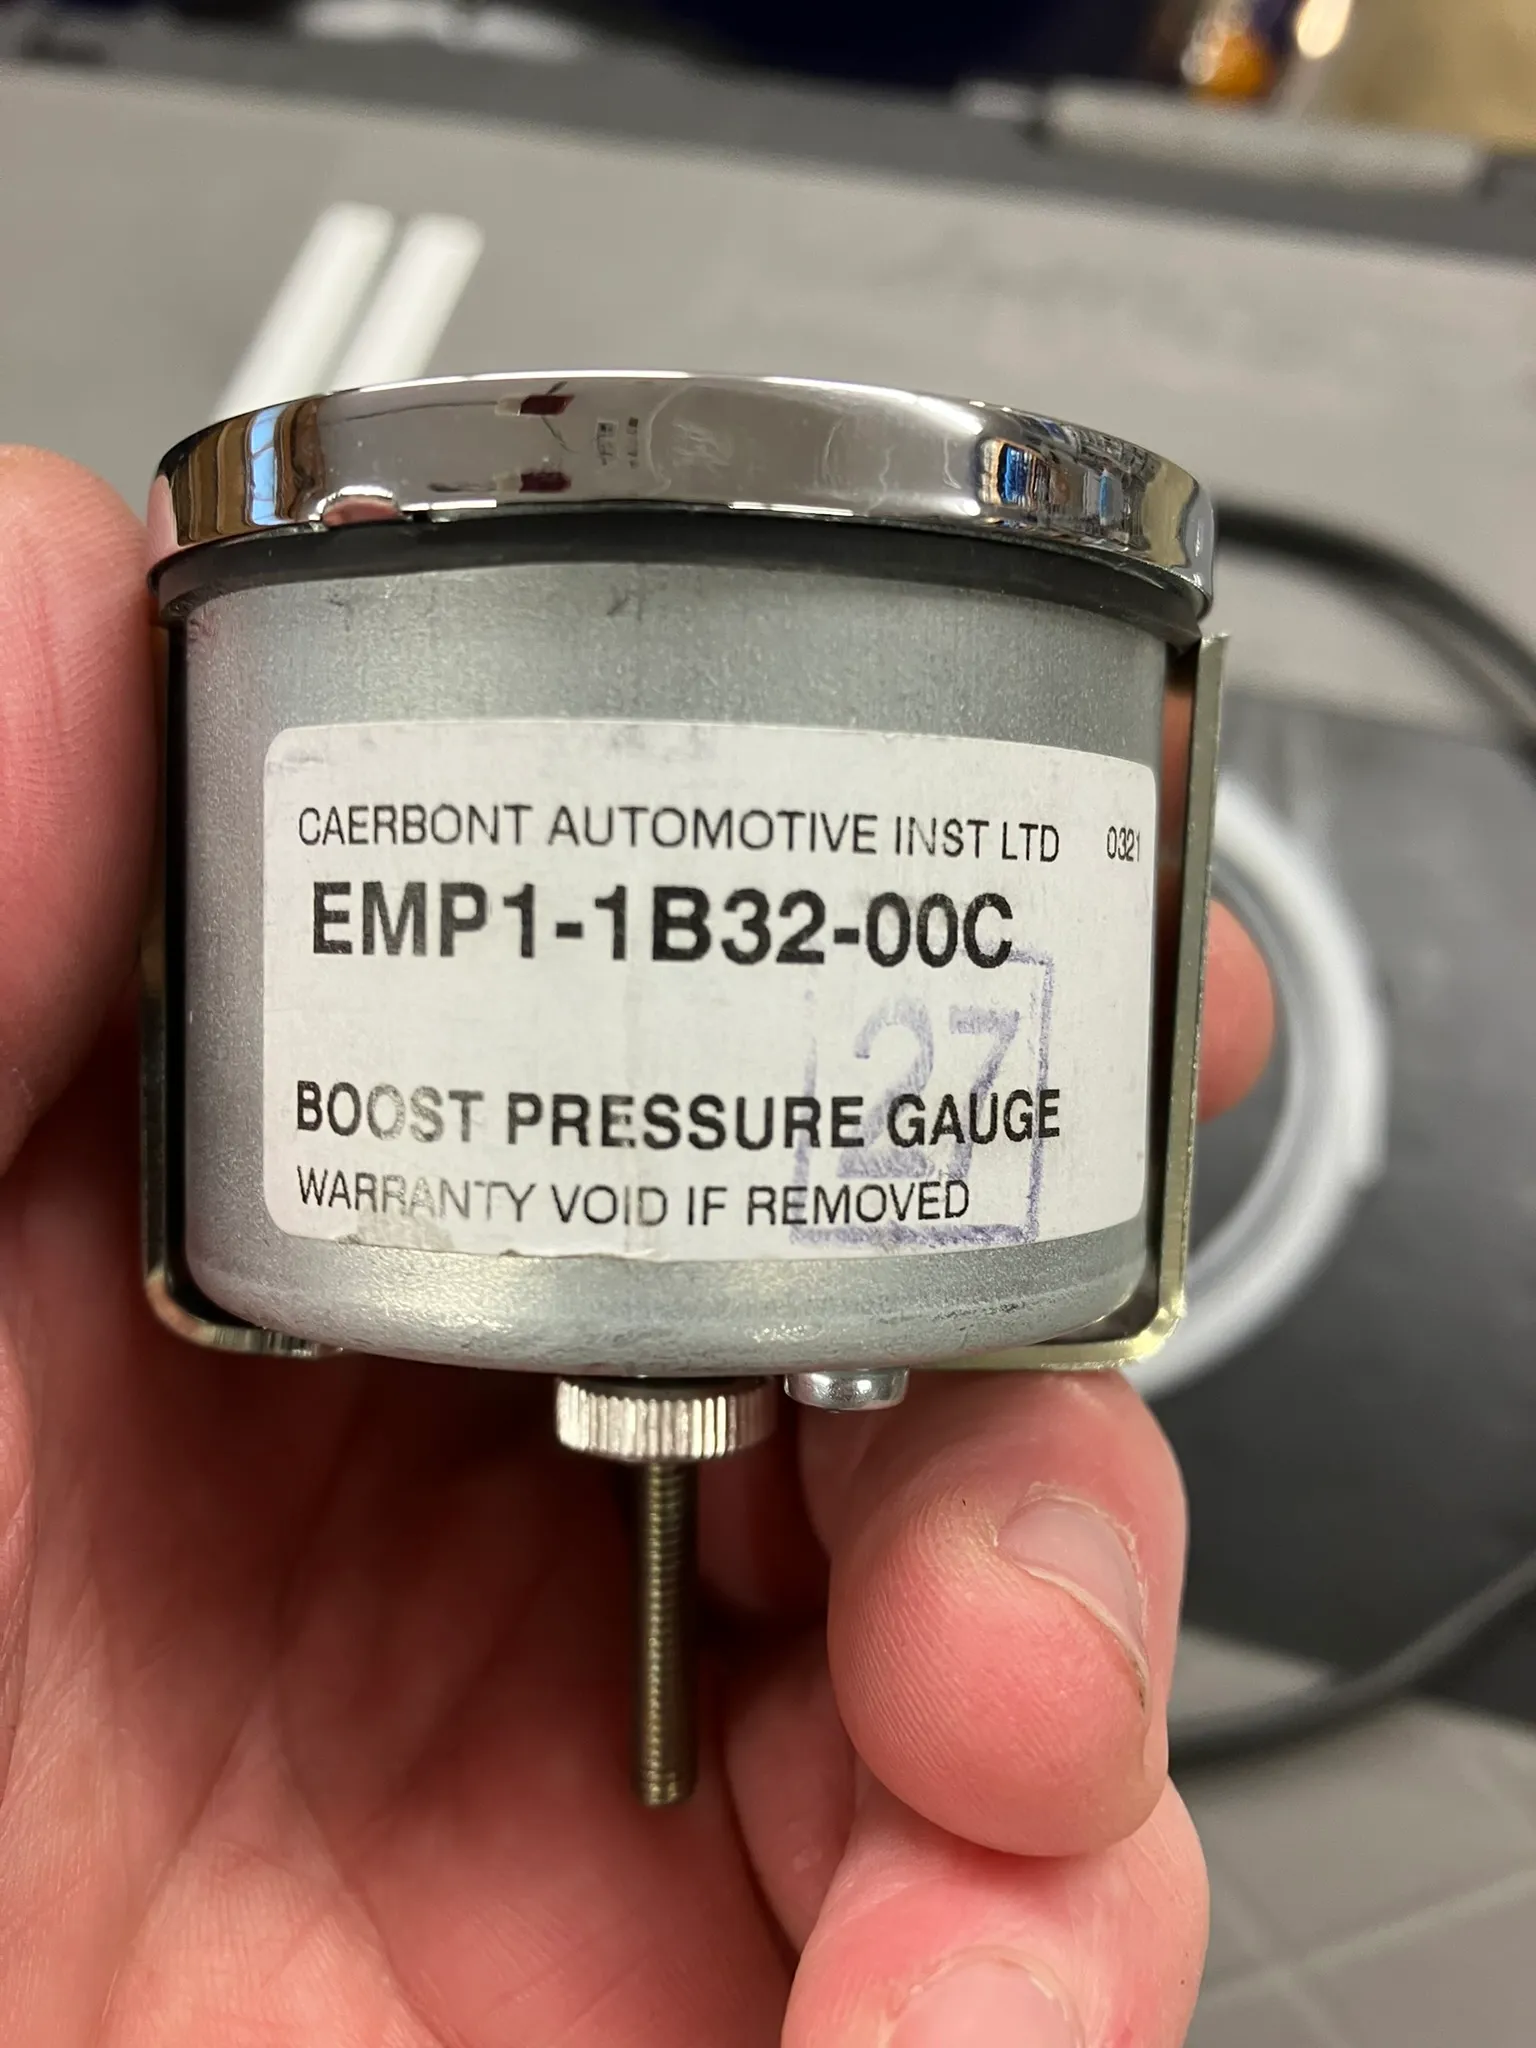 CAERBONT AUTOMOTIVE INST LTD 0321
EMP1-1B32-00C
27
BOOST PRESSURE GAUGE
WARRANTY VOID IF REMOVED